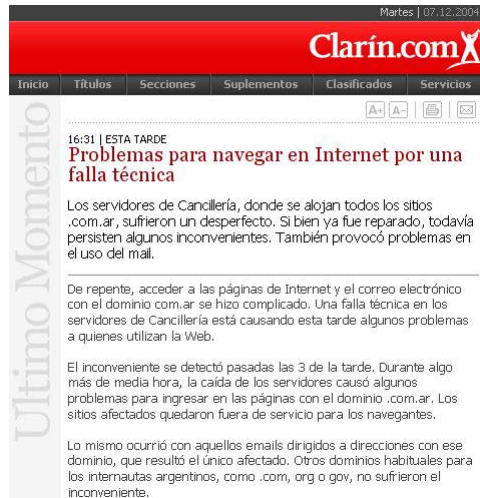 Martes | 07.12.2004
Clarín.com
Inicio Títulos Secciones Suplementos Clasificados Servicios
A+ A-
Ultimo Momento
16:31 | ESTA TARDE
Problemas para navegar en Internet por una
falla técnica
Los servidores de Cancillería, donde se alojan todos los sitios
.com.ar, sufrieron un desperfecto. Si bien ya fue reparado, todavía
persisten algunos inconvenientes. También provocó problemas en
el uso del mail.
De repente, acceder a las páginas de Internet y el correo electrónico
con el dominio com.ar se hizo complicado. Una falla técnica en los
servidores de Cancillería está causando esta tarde algunos problemas
a quienes utilizan la Web.
El inconveniente se detectó pasadas las 3 de la tarde. Durante algo
más de media hora, la caída de los servidores causó algunos
problemas para ingresar en las páginas con el dominio .com.ar. Los
sitios afectados quedaron fuera de servicio para los navegantes.
Lo mismo ocurrió con aquellos emails dirigidos a direcciones con ese
dominio, que resultó el único afectado. Otros dominios habituales para
los internautas argentinos, como .com, org o gov, no sufrieron el
inconveniente.